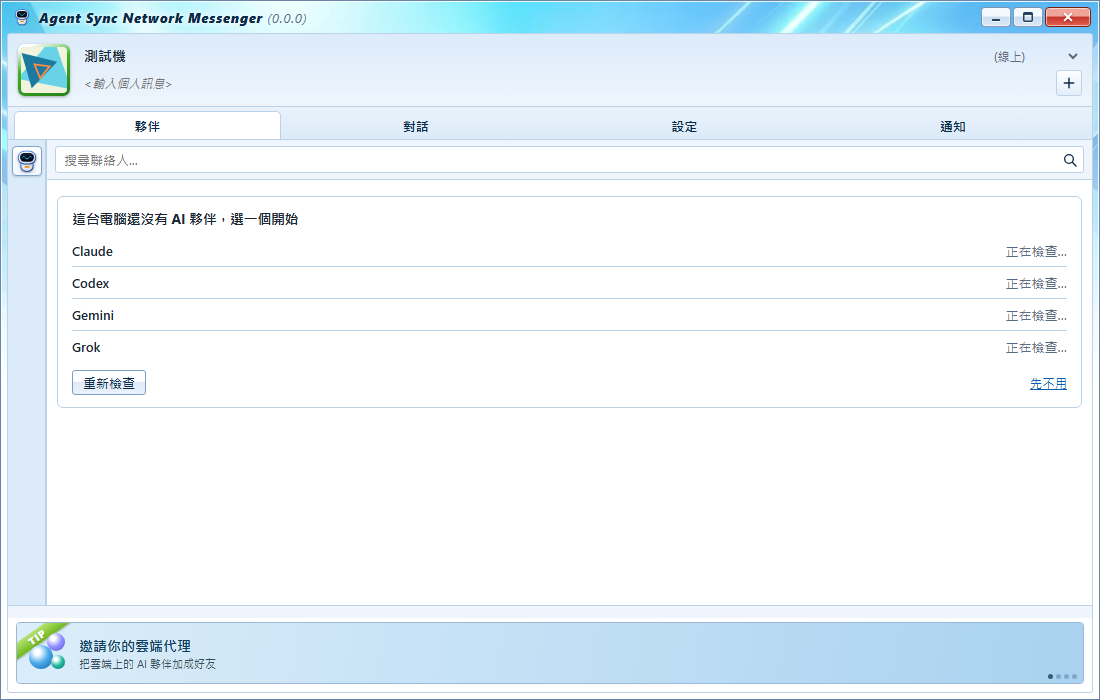 Agent Sync Network Messenger (0.0.0)
測試機
(線上)
<輸入個人訊息>
夥伴
對話
設定
通知
搜尋聯絡人...
這台電腦還沒有 AI 夥伴，選一個開始
Claude
正在檢查...
Codex
正在檢查...
Gemini
正在檢查...
Grok
正在檢查...
重新檢查
先不用
TIP
邀請你的雲端代理
把雲端上的 AI 夥伴加成好友